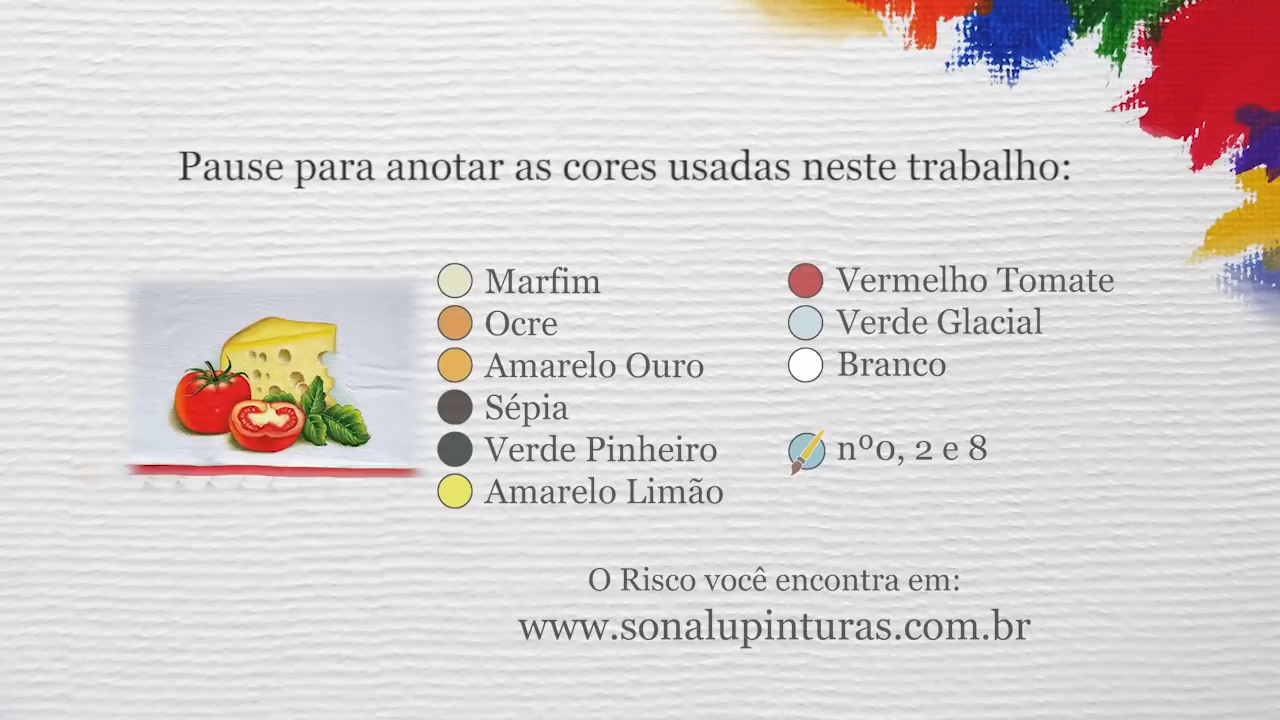 Pause para anotar as cores usadas neste trabalho:
Marfim
Ocre
Amarelo Ouro
Sépia
Verde Pinheiro
Amarelo Limão
Vermelho Tomate
Verde Glacial
Branco
nº0, 2 e 8
O Risco você encontra em:
www.sonalupinturas.com.br